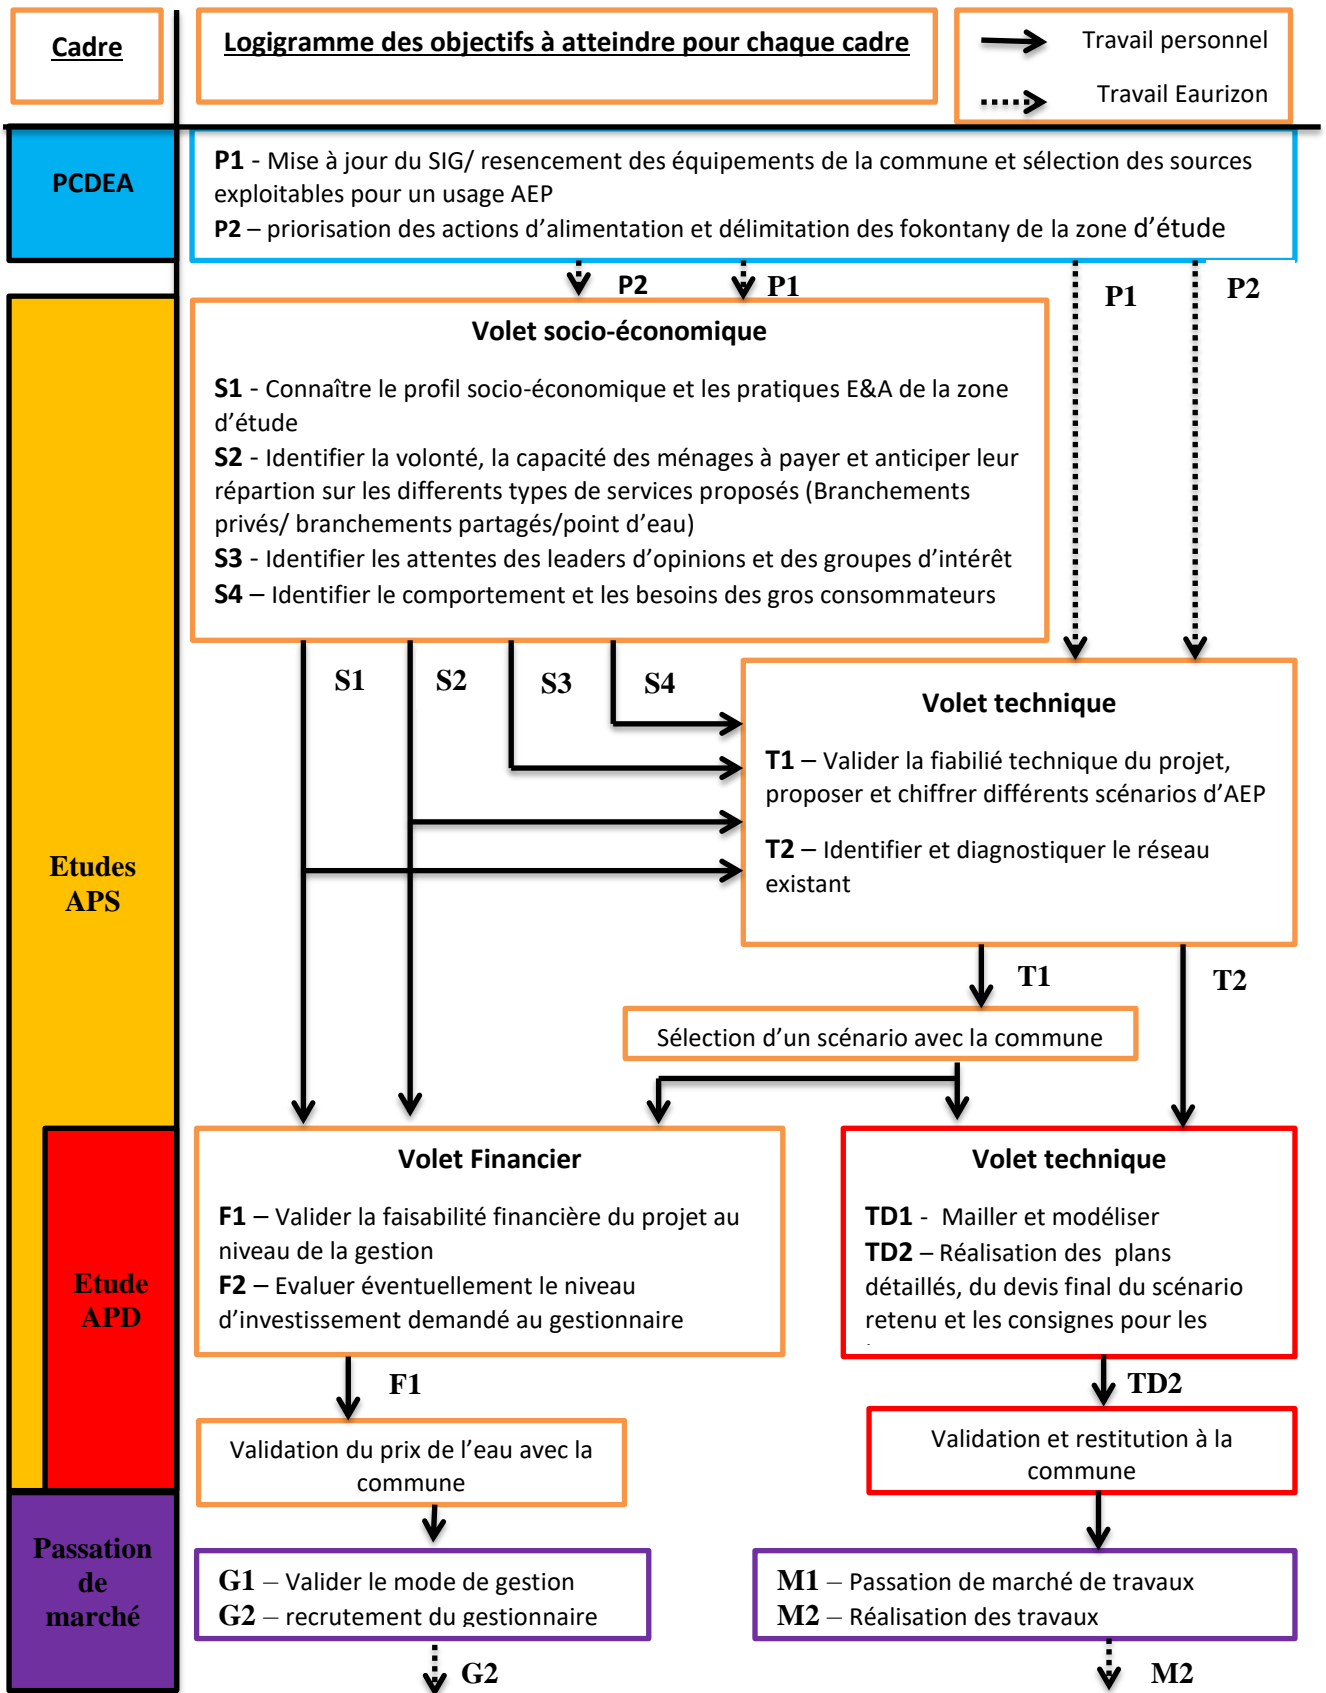 Cadre
Logigramme des objectifs à atteindre pour chaque cadre
Travail personnel
Travail Eaurizon
PCDEA
P1 - Mise à jour du SIG/ resencement des équipements de la commune et sélection des sources
exploitables pour un usage AEP
P2 – priorisation des actions d'alimentation et délimitation des fokontany de la zone d'étude
P2
P1
P1
P2
Etudes
APS
Volet socio-économique
S1 - Connaître le profil socio-économique et les pratiques E&A de la zone
d'étude
S2 - Identifier la volonté, la capacité des ménages à payer et anticiper leur
répartion sur les differents types de services proposés (Branchements
privés/ branchements partagés/point d'eau)
S3 - Identifier les attentes des leaders d'opinions et des groupes d'intérêt
S4 – Identifier le comportement et les besoins des gros consommateurs
S1
S2
S3
S4
Volet technique
T1 – Valider la fiabilié technique du projet,
proposer et chiffrer différents scénarios d'AEP
T2 – Identifier et diagnostiquer le réseau
existant
T1
T2
Sélection d'un scénario avec la commune
Etude
APD
Volet Financier
F1 – Valider la faisabilité financière du projet au
niveau de la gestion
F2 – Evaluer éventuellement le niveau
d'investissement demandé au gestionnaire
Volet technique
TD1 - Mailler et modéliser
TD2 – Réalisation des plans
détaillés, du devis final du scénario
retenu et les consignes pour les
F1
TD2
Validation du prix de l'eau avec la
commune
Validation et restitution à la
commune
Passation
de
marché
G1 – Valider le mode de gestion
G2 – recrutement du gestionnaire
M1 – Passation de marché de travaux
M2 – Réalisation des travaux
G2
M2